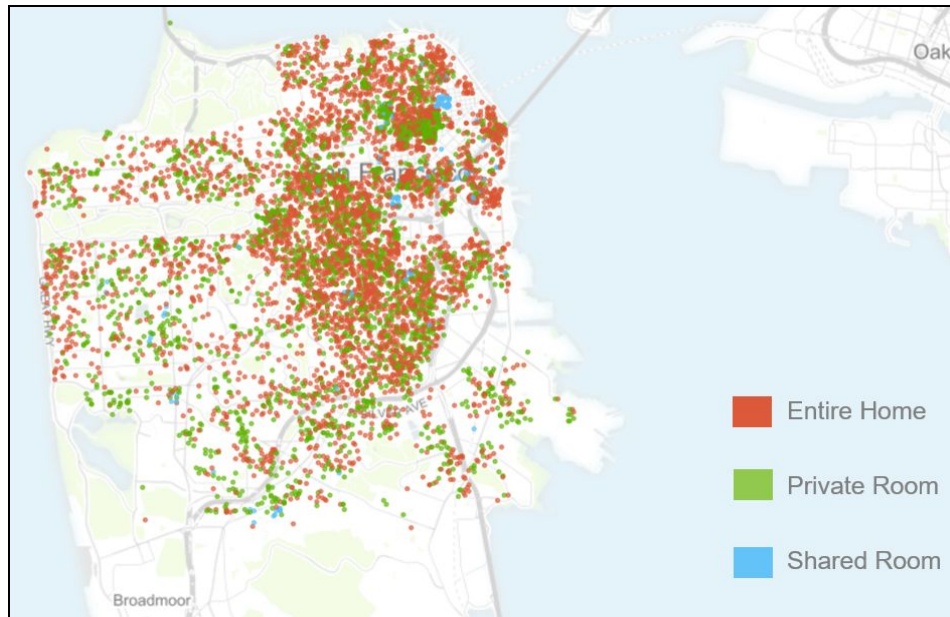 Oak
San Francisco
Entire Home
Private Room
Shared Room
Broadmoor